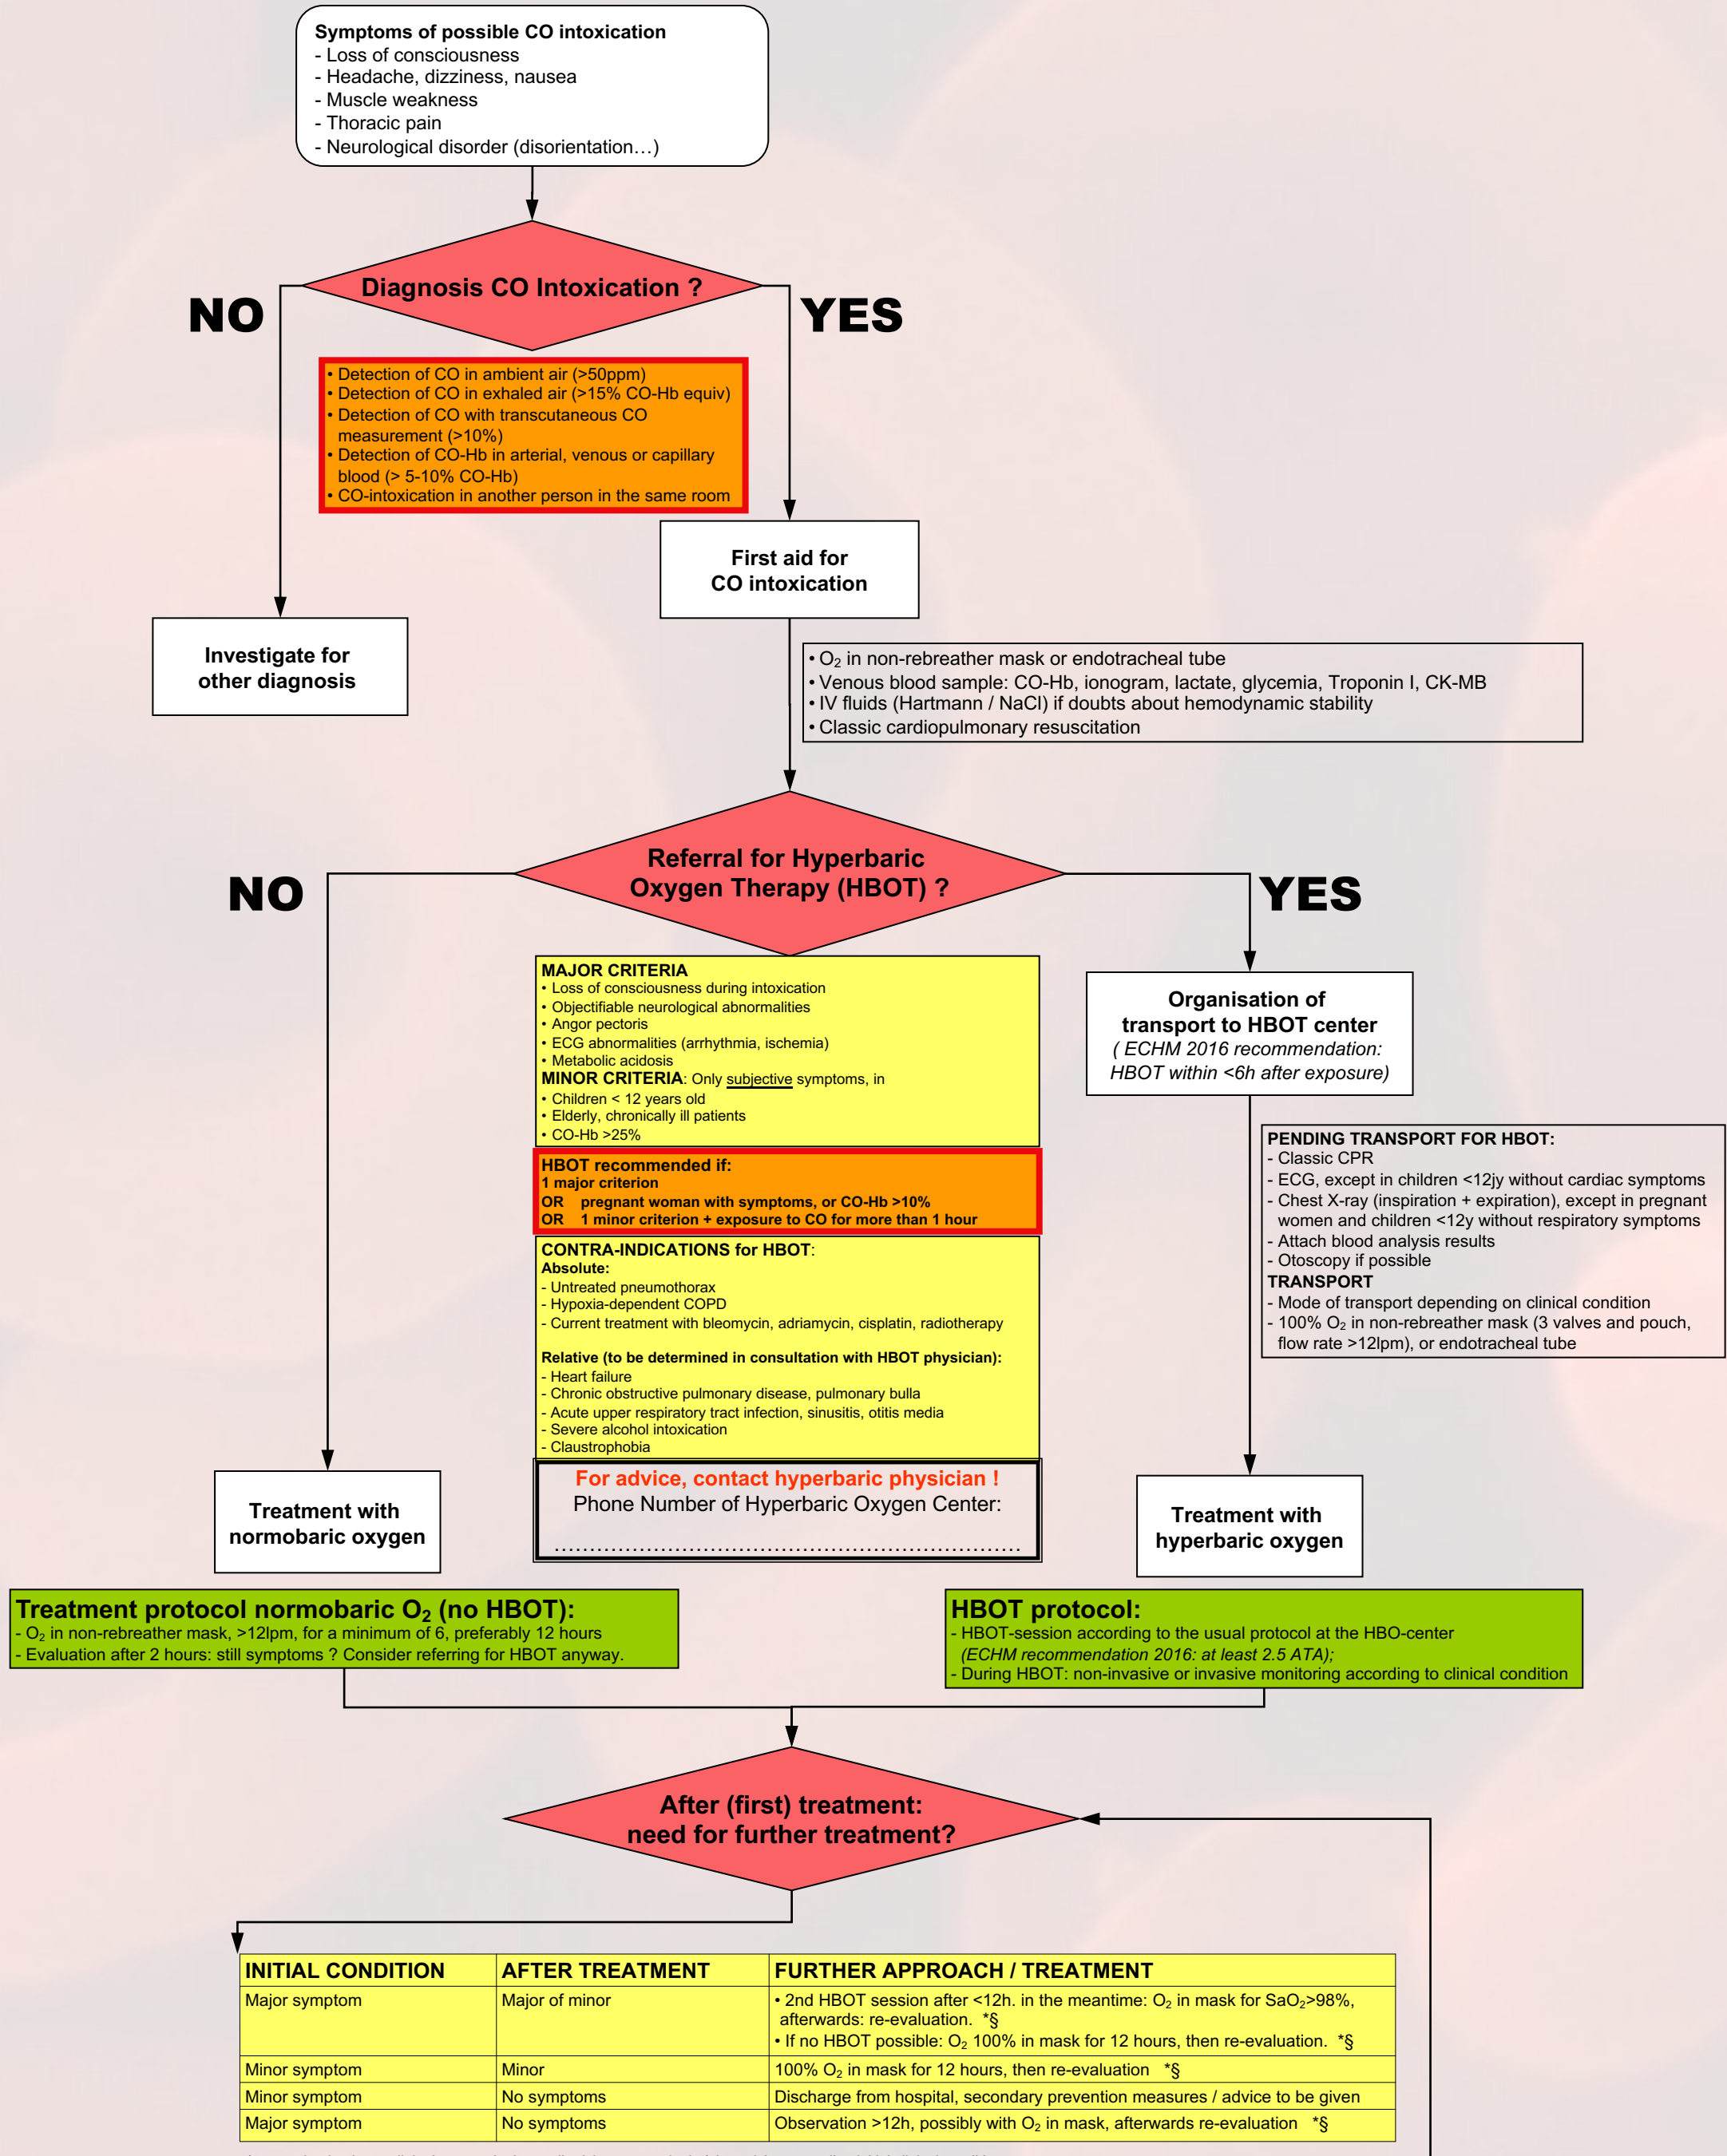 Symptoms of possible CO intoxication
- Loss of consciousness
- Headache, dizziness, nausea
- Muscle weakness
- Thoracic pain
- Neurological disorder (disorientation…)
Diagnosis CO Intoxication ?
NO
YES
• Detection of CO in ambient air (>50ppm)
• Detection of CO in exhaled air (>15% CO-Hb equiv)
• Detection of CO with transcutaneous CO
measurement (>10%)
• Detection of CO-Hb in arterial, venous or capillary
blood (> 5-10% CO-Hb)
• CO-intoxication in another person in the same room
First aid for
CO intoxication
Investigate for
other diagnosis
• O₂ in non-rebreather mask or endotracheal tube
• Venous blood sample: CO-Hb, ionogram, lactate, glycemia, Troponin I, CK-MB
• IV fluids (Hartmann / NaCl) if doubts about hemodynamic stability
• Classic cardiopulmonary resuscitation
Referral for Hyperbaric
Oxygen Therapy (HBOT) ?
NO
YES
MAJOR CRITERIA
• Loss of consciousness during intoxication
• Objectifiable neurological abnormalities
• Angor pectoris
• ECG abnormalities (arrhythmia, ischemia)
• Metabolic acidosis
MINOR CRITERIA: Only subjective symptoms, in
• Children < 12 years old
• Elderly, chronically ill patients
• CO-Hb >25%
HBOT recommended if:
1 major criterion
OR pregnant woman with symptoms, or CO-Hb >10%
OR 1 minor criterion + exposure to CO for more than 1 hour
CONTRA-INDICATIONS for HBOT:
Absolute:
- Untreated pneumothorax
- Hypoxia-dependent COPD
- Current treatment with bleomycin, adriamycin, cisplatin, radiotherapy
Relative (to be determined in consultation with HBOT physician):
- Heart failure
- Chronic obstructive pulmonary disease, pulmonary bulla
- Acute upper respiratory tract infection, sinusitis, otitis media
- Severe alcohol intoxication
- Claustrophobia
For advice, contact hyperbaric physician !
Phone Number of Hyperbaric Oxygen Center:
..................................................................
Organisation of
transport to HBOT center
( ECHM 2016 recommendation:
HBOT within <6h after exposure)
PENDING TRANSPORT FOR HBOT:
- Classic CPR
- ECG, except in children <12jy without cardiac symptoms
- Chest X-ray (inspiration + expiration), except in pregnant
women and children <12y without respiratory symptoms
- Attach blood analysis results
- Otoscopy if possible
TRANSPORT
- Mode of transport depending on clinical condition
- 100% O₂ in non-rebreather mask (3 valves and pouch,
flow rate >12lpm), or endotracheal tube
Treatment with
normobaric oxygen
Treatment with
hyperbaric oxygen
Treatment protocol normobaric O₂ (no HBOT):
- O₂ in non-rebreather mask, >12lpm, for a minimum of 6, preferably 12 hours
- Evaluation after 2 hours: still symptoms ? Consider referring for HBOT anyway.
HBOT protocol:
- HBOT-session according to the usual protocol at the HBO-center
(ECHM recommendation 2016: at least 2.5 ATA);
- During HBOT: non-invasive or invasive monitoring according to clinical condition
After (first) treatment:
need for further treatment?
INITIAL CONDITION AFTER TREATMENT FURTHER APPROACH / TREATMENT
Major symptom Major of minor • 2nd HBOT session after <12h. in the meantime: O₂ in mask for SaO₂>98%,
afterwards: re-evaluation. *§
• If no HBOT possible: O₂ 100% in mask for 12 hours, then re-evaluation. *§
Minor symptom Minor 100% O₂ in mask for 12 hours, then re-evaluation *§
Minor symptom No symptoms Discharge from hospital, secondary prevention measures / advice to be given
Major symptom No symptoms Observation >12h, possibly with O₂ in mask, afterwards re-evaluation *§